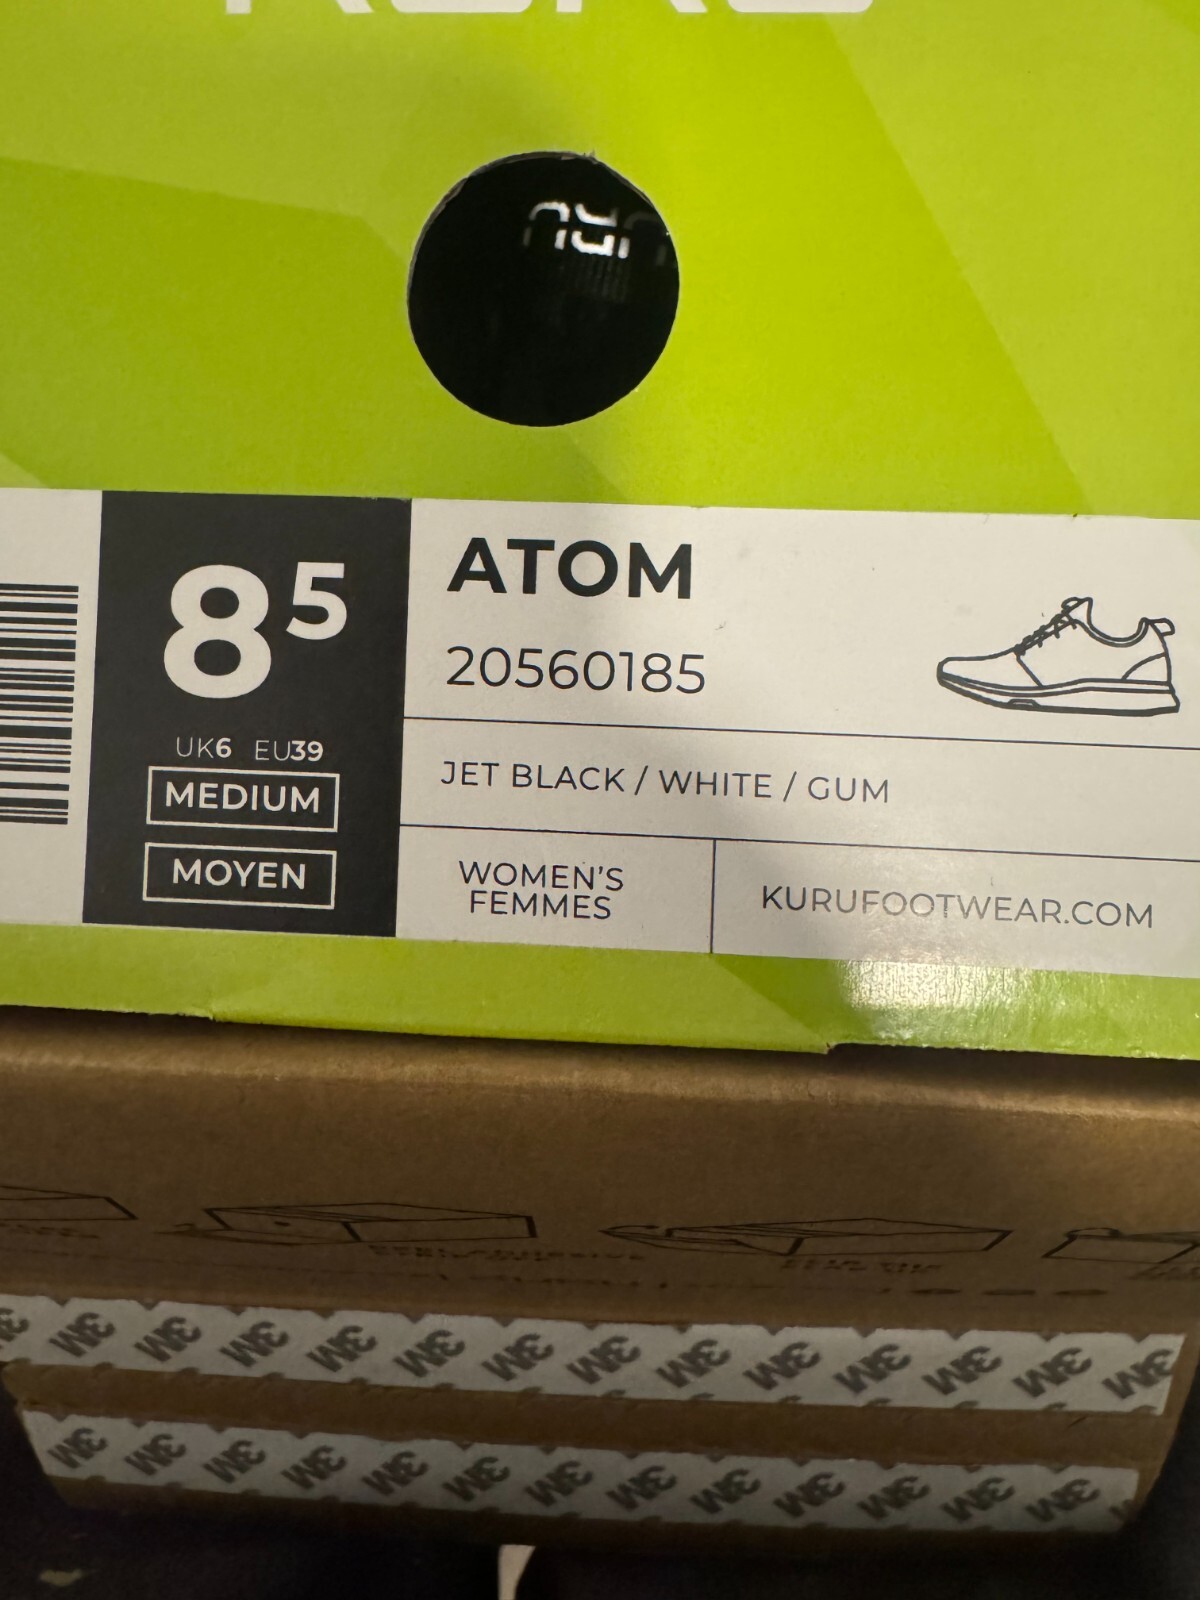 8⁵
UK6 EU39
MEDIUM
MOYEN
ATOM
20560185
JET BLACK / WHITE / GUM
WOMEN'S
FEMMES
KURUFOOTWEAR.COM
3M 3M 3M 3M 3M 3M 3M 3M 3M 3M 3M 3M 3M
3M 3M 3M 3M 3M 3M 3M 3M 3M 3M 3M 3M 3M